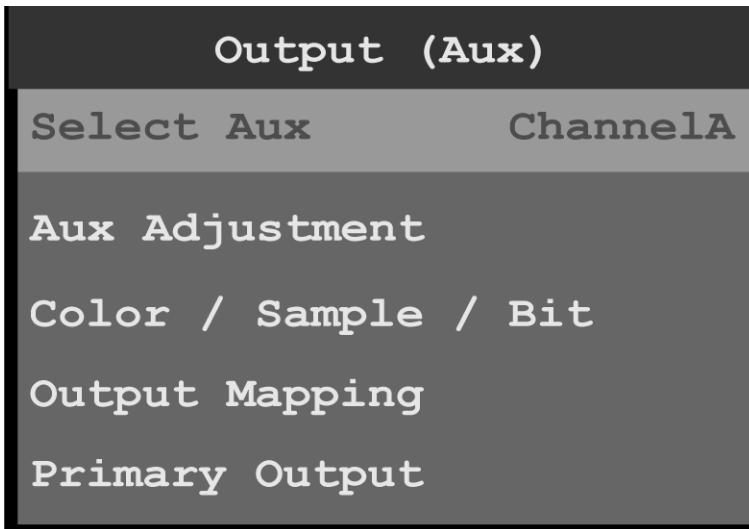 Output (Aux)
Select Aux ChannelA
Aux Adjustment
Color / Sample / Bit
Output Mapping
Primary Output